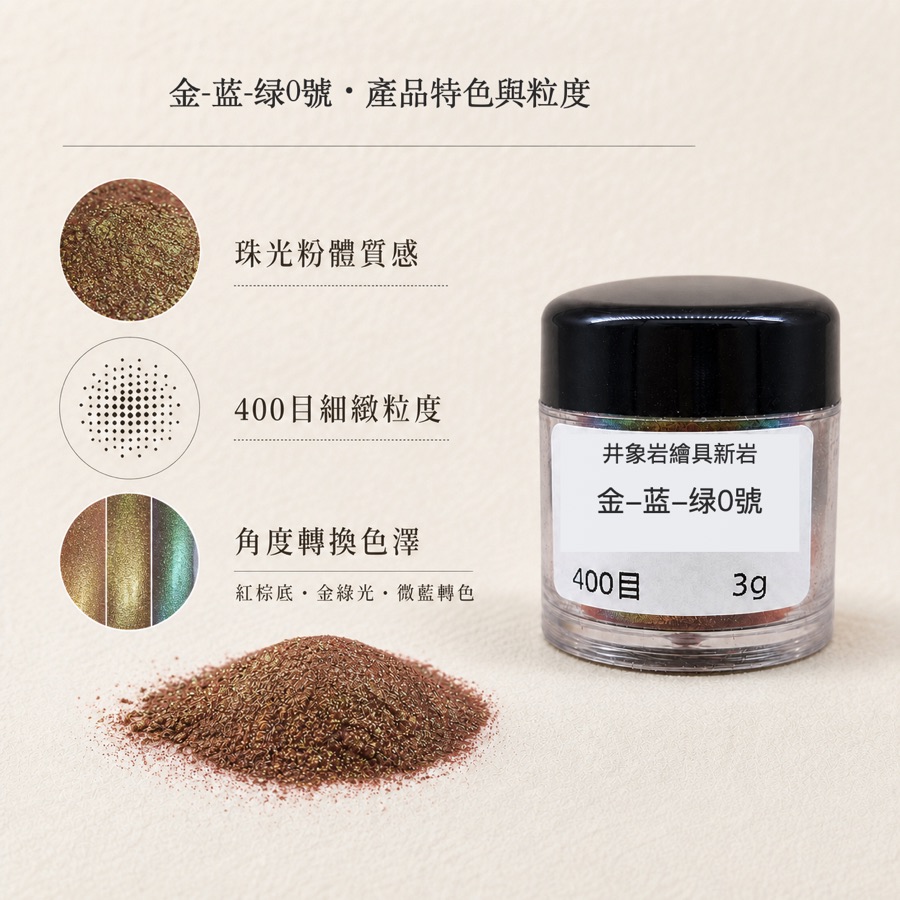 金-蓝-绿0號・產品特色與粒度
珠光粉體質感
400目細緻粒度
角度轉換色澤
紅棕底・金綠光・微藍轉色
井象岩繪具新岩
金–蓝–绿0號
400目 3g